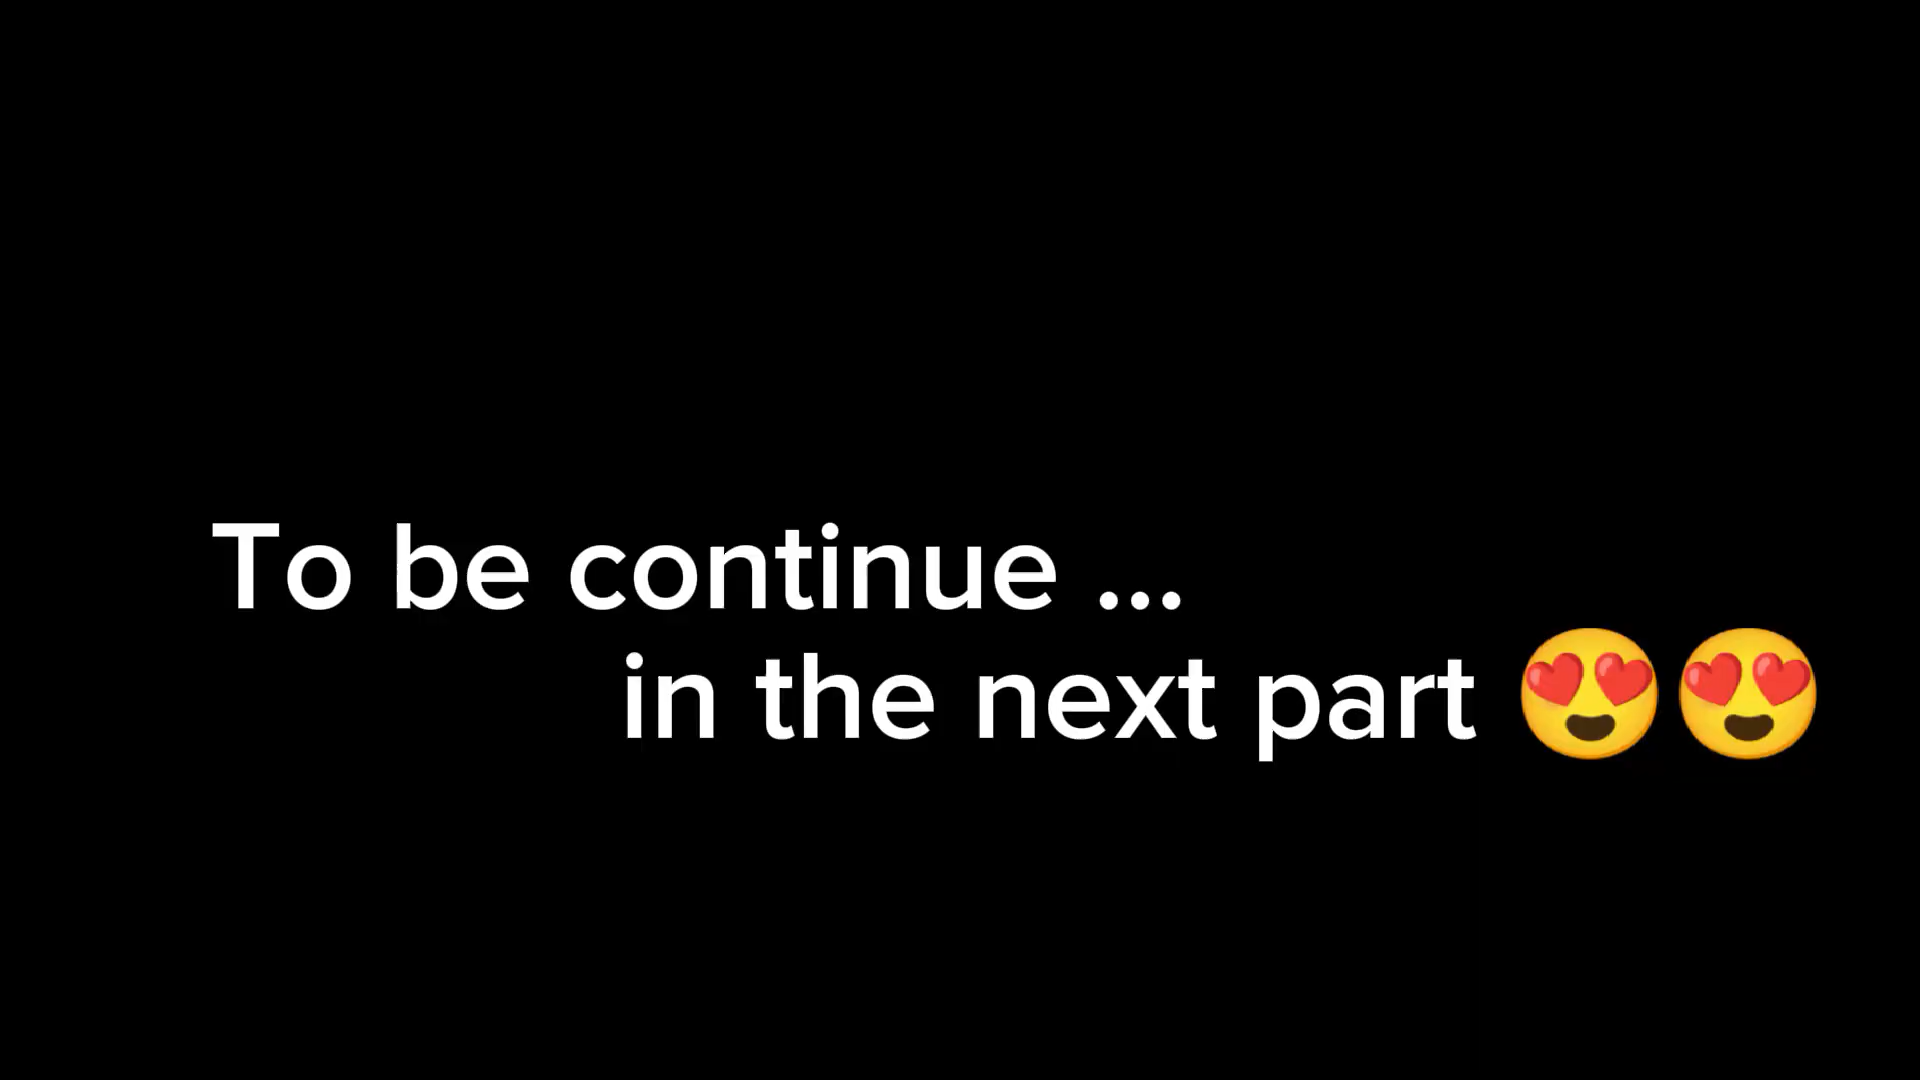 To be continue ...
in the next part 😍😍